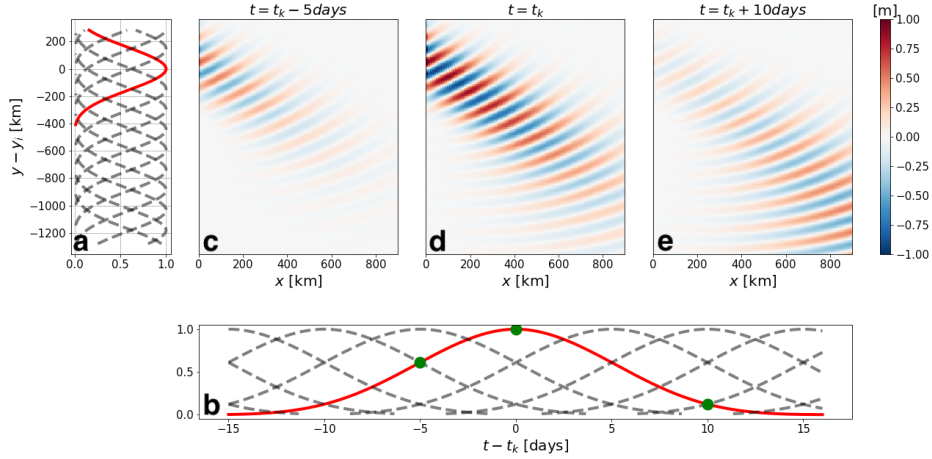 t = t_k − 5days
t = t_k
t = t_k + 10days
[m]
y − y_i [km]
200
0
−200
−400
−600
−800
−1000
−1200
a
0.0 0.5 1.0
c
0 200 400 600 800
x [km]
d
0 200 400 600 800
x [km]
e
0 200 400 600 800
x [km]
1.00
0.75
0.50
0.25
0.00
−0.25
−0.50
−0.75
−1.00
1.0
0.5
0.0
b
−15 −10 −5 0 5 10 15
t − t_k [days]